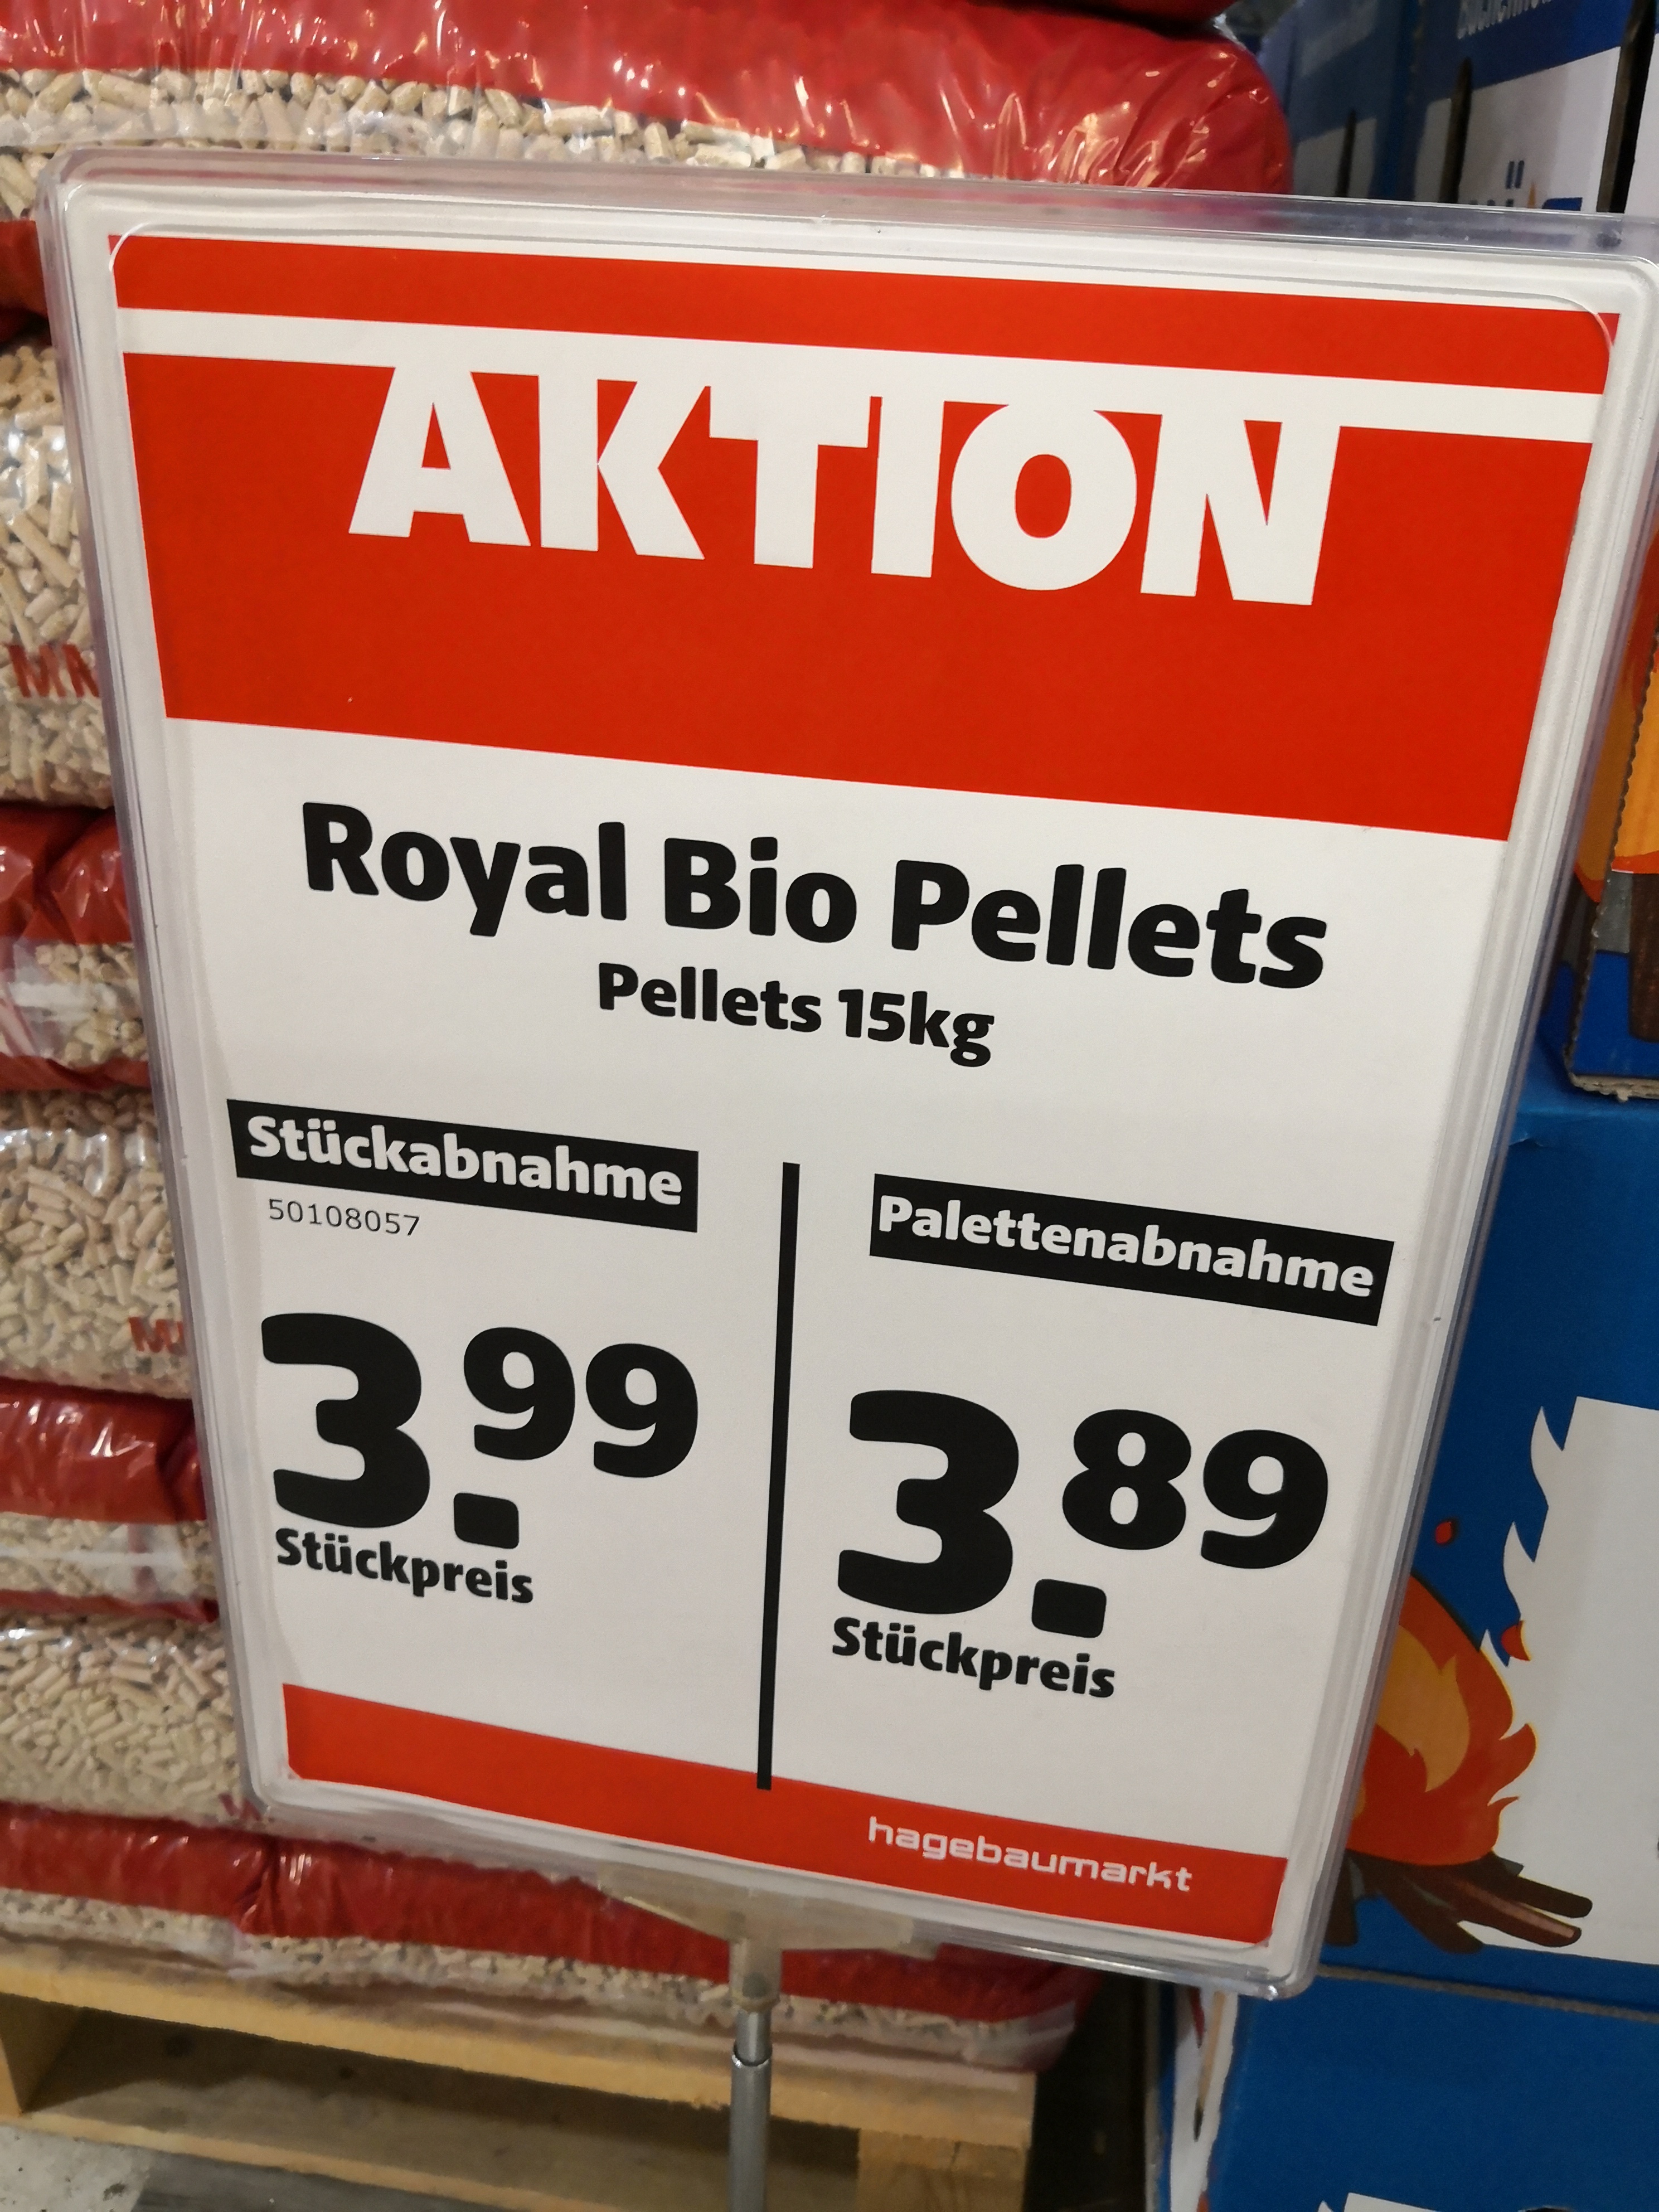 AKTION
Royal Bio Pellets
Pellets 15kg
Stückabnahme
50108057
3.99
Stückpreis
Palettenabnahme
3.89
Stückpreis
hagebaumarkt